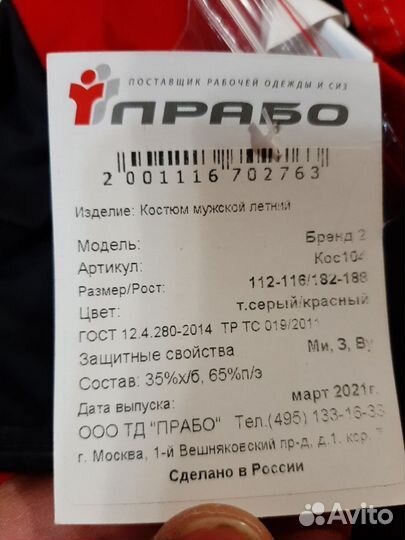 ПОСТАВЩИК РАБОЧЕЙ ОДЕЖДЫ И СИЗ
ПРАБО
2 001116 702763
Изделие: Костюм мужской летний
Модель: Брэнд 2
Артикул: Кос104
Размер/Рост: 112-116/182-188
Цвет: т.серый/красный
ГОСТ 12.4.280-2014 ТР ТС 019/2011
Защитные свойства Ми, З, Ву
Состав: 35%х/б, 65%п/э
Дата выпуска: март 2021г.
ООО ТД "ПРАБО" Тел.(495) 133-16-33
г. Москва, 1-й Вешняковский пр-д, д.1. кор.
Сделано в России
Avito